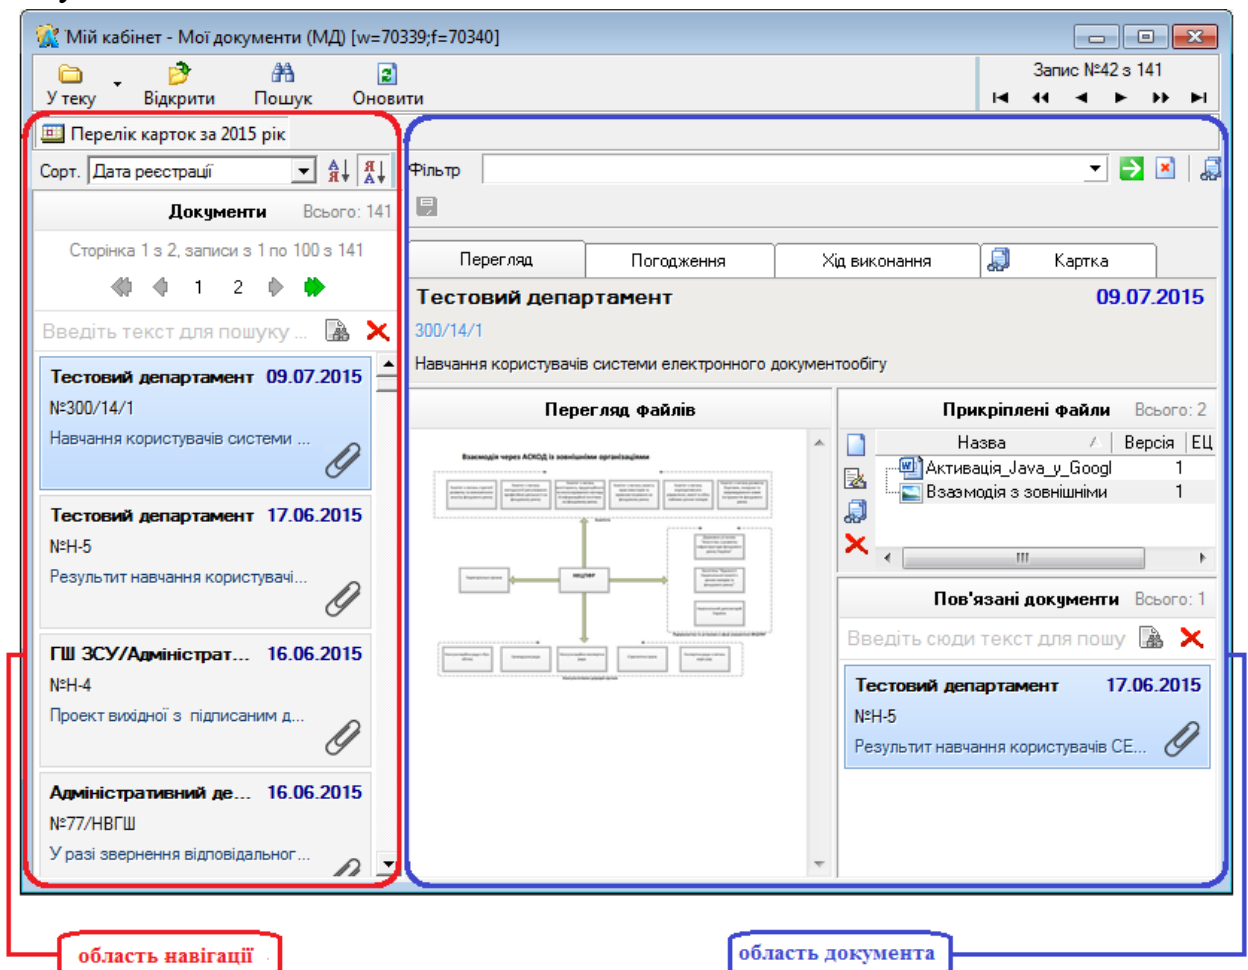 Мій кабінет - Мої документи (МД) [w=70339;f=70340]
У теку Відкрити Пошук Оновити
Запис №42 з 141
Перелік карток за 2015 рік
Сорт. Дата реєстрації
Документи Всього: 141
Сторінка 1 з 2, записи з 1 по 100 з 141
1 2
Введіть текст для пошуку ...
Тестовий департамент 09.07.2015
№300/14/1
Навчання користувачів системи ...
Тестовий департамент 17.06.2015
№Н-5
Результит навчання користувачі...
ГШ ЗСУ/Адміністрат... 16.06.2015
№Н-4
Проект вихідної з підписаним д...
Адміністративний де... 16.06.2015
№77/НВГШ
У разі звернення відповідальног...
Фільтр
Перегляд Погодження Хід виконання Картка
Тестовий департамент 09.07.2015
300/14/1
Навчання користувачів системи електронного документообігу
Перегляд файлів
Взаємодія через АСКОД із зовнішніми організаціями
НКЦПФР
Прикріплені файли Всього: 2
Назва Версія ЕЦ
Активація_Java_у_Googl 1
Взаємодія з зовнішніми 1
Пов'язані документи Всього: 1
Введіть сюди текст для пошу
Тестовий департамент 17.06.2015
№Н-5
Результит навчання користувачів СЕ...
область навігації
область документа